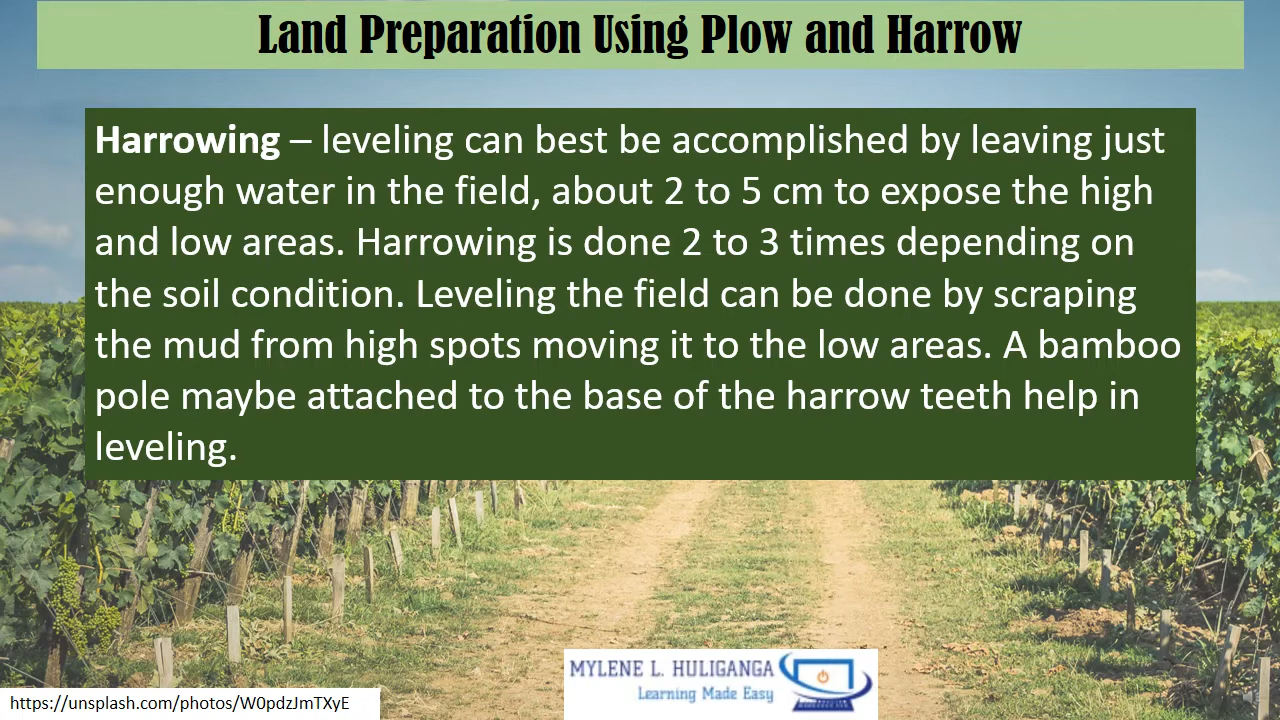 Land Preparation Using Plow and Harrow
Harrowing – leveling can best be accomplished by leaving just
enough water in the field, about 2 to 5 cm to expose the high
and low areas. Harrowing is done 2 to 3 times depending on
the soil condition. Leveling the field can be done by scraping
the mud from high spots moving it to the low areas. A bamboo
pole maybe attached to the base of the harrow teeth help in
leveling.
MYLENE L. HULIGANGA
Learning Made Easy
https://unsplash.com/photos/W0pdzJmTXyE